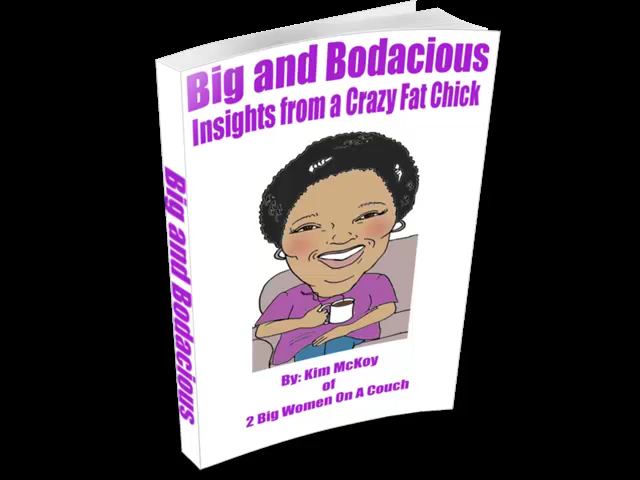 Big and Bodacious
Insights from a Crazy Fat Chick
Big and Bodacious
By: Kim McKoy
of
2 Big Women On A Couch